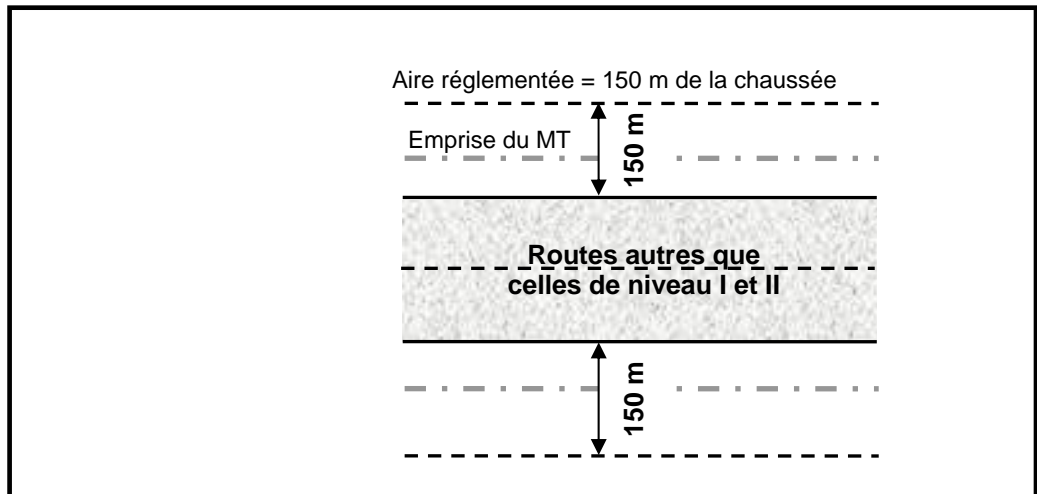 Aire réglementée = 150 m de la chaussée
Emprise du MT
150 m
Routes autres que
celles de niveau I et II
150 m